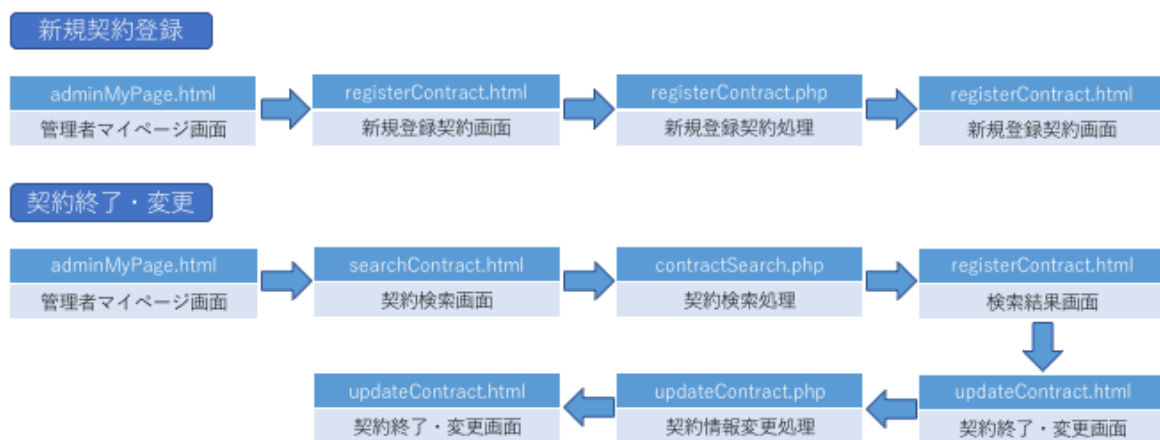 新規契約登録
adminMyPage.html
registerContract.html
registerContract.php
registerContract.html
管理者マイページ画面
新規登録契約画面
新規登録契約処理
新規登録契約画面
契約終了・変更
adminMyPage.html
searchContract.html
contractSearch.php
registerContract.html
管理者マイページ画面
契約検索画面
契約検索処理
検索結果画面
updateContract.html
updateContract.php
updateContract.html
契約終了・変更画面
契約情報変更処理
契約終了・変更画面